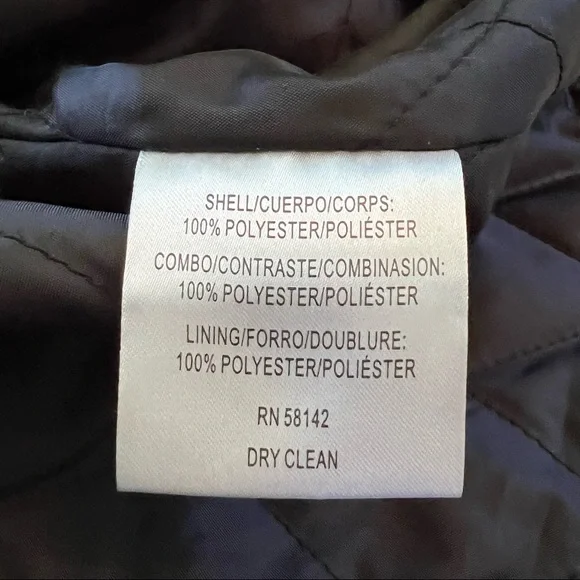 SHELL/CUERPO/CORPS:
100% POLYESTER/POLIÉSTER
COMBO/CONTRASTE/COMBINASION:
100% POLYESTER/POLIÉSTER
LINING/FORRO/DOUBLURE:
100% POLYESTER/POLIÉSTER
RN 58142
DRY CLEAN